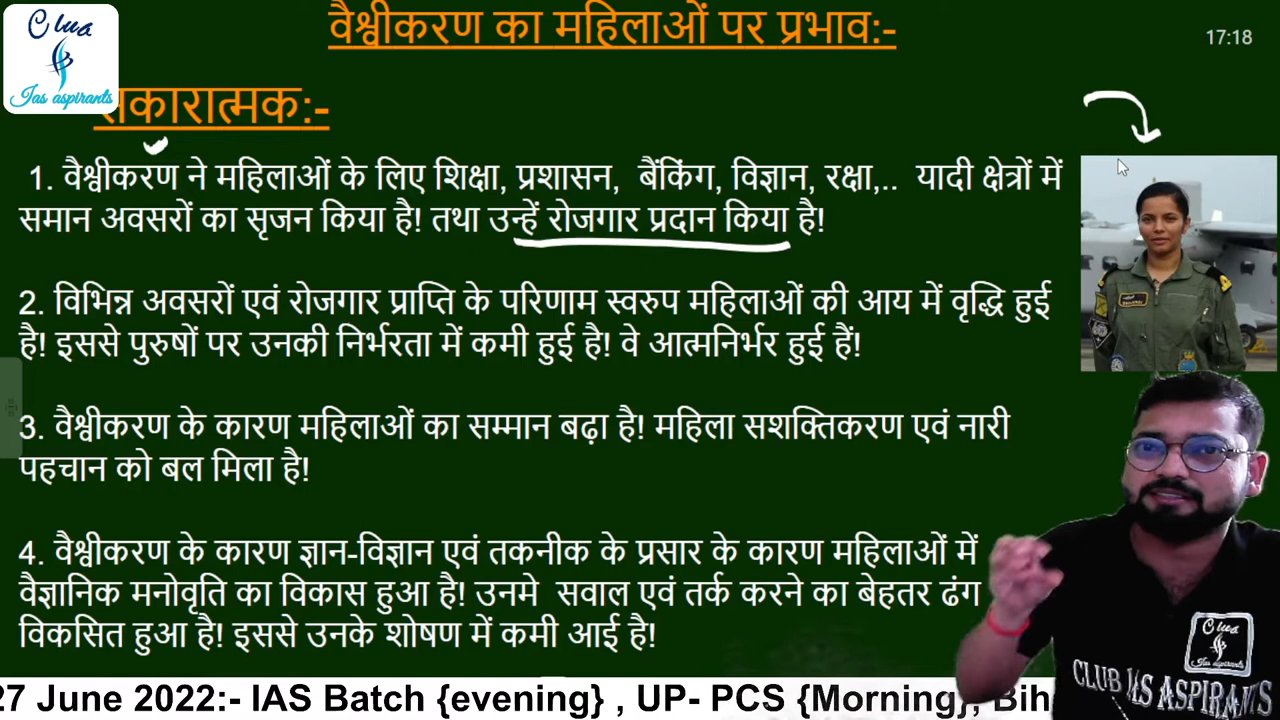 वैश्वीकरण का महिलाओं पर प्रभाव:-
17:18
Clua
Ias aspirants
कारात्मक:-
1. वैश्वीकरण ने महिलाओं के लिए शिक्षा, प्रशासन, बैंकिंग, विज्ञान, रक्षा,.. यादी क्षेत्रों में
समान अवसरों का सृजन किया है! तथा उन्हें रोजगार प्रदान किया है!
2. विभिन्न अवसरों एवं रोजगार प्राप्ति के परिणाम स्वरुप महिलाओं की आय में वृद्धि हुई
है! इससे पुरुषों पर उनकी निर्भरता में कमी हुई है! वे आत्मनिर्भर हुई हैं!
3. वैश्वीकरण के कारण महिलाओं का सम्मान बढ़ा है! महिला सशक्तिकरण एवं नारी
पहचान को बल मिला है!
4. वैश्वीकरण के कारण ज्ञान-विज्ञान एवं तकनीक के प्रसार के कारण महिलाओं में
वैज्ञानिक मनोवृति का विकास हुआ है! उनमे सवाल एवं तर्क करने का बेहतर ढंग
विकसित हुआ है! इससे उनके शोषण में कमी आई है!
Clua
Ias aspirants
CLUB IAS ASPIRANTS
27 June 2022:- IAS Batch {evening} , UP- PCS {Morning}, Bih